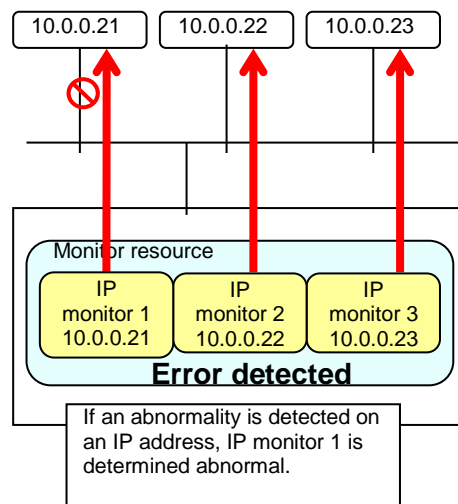 10.0.0.21
10.0.0.22
10.0.0.23
Monitor resource
IP
monitor 1
10.0.0.21
IP
monitor 2
10.0.0.22
IP
monitor 3
10.0.0.23
Error detected
If an abnormality is detected on
an IP address, IP monitor 1 is
determined abnormal.